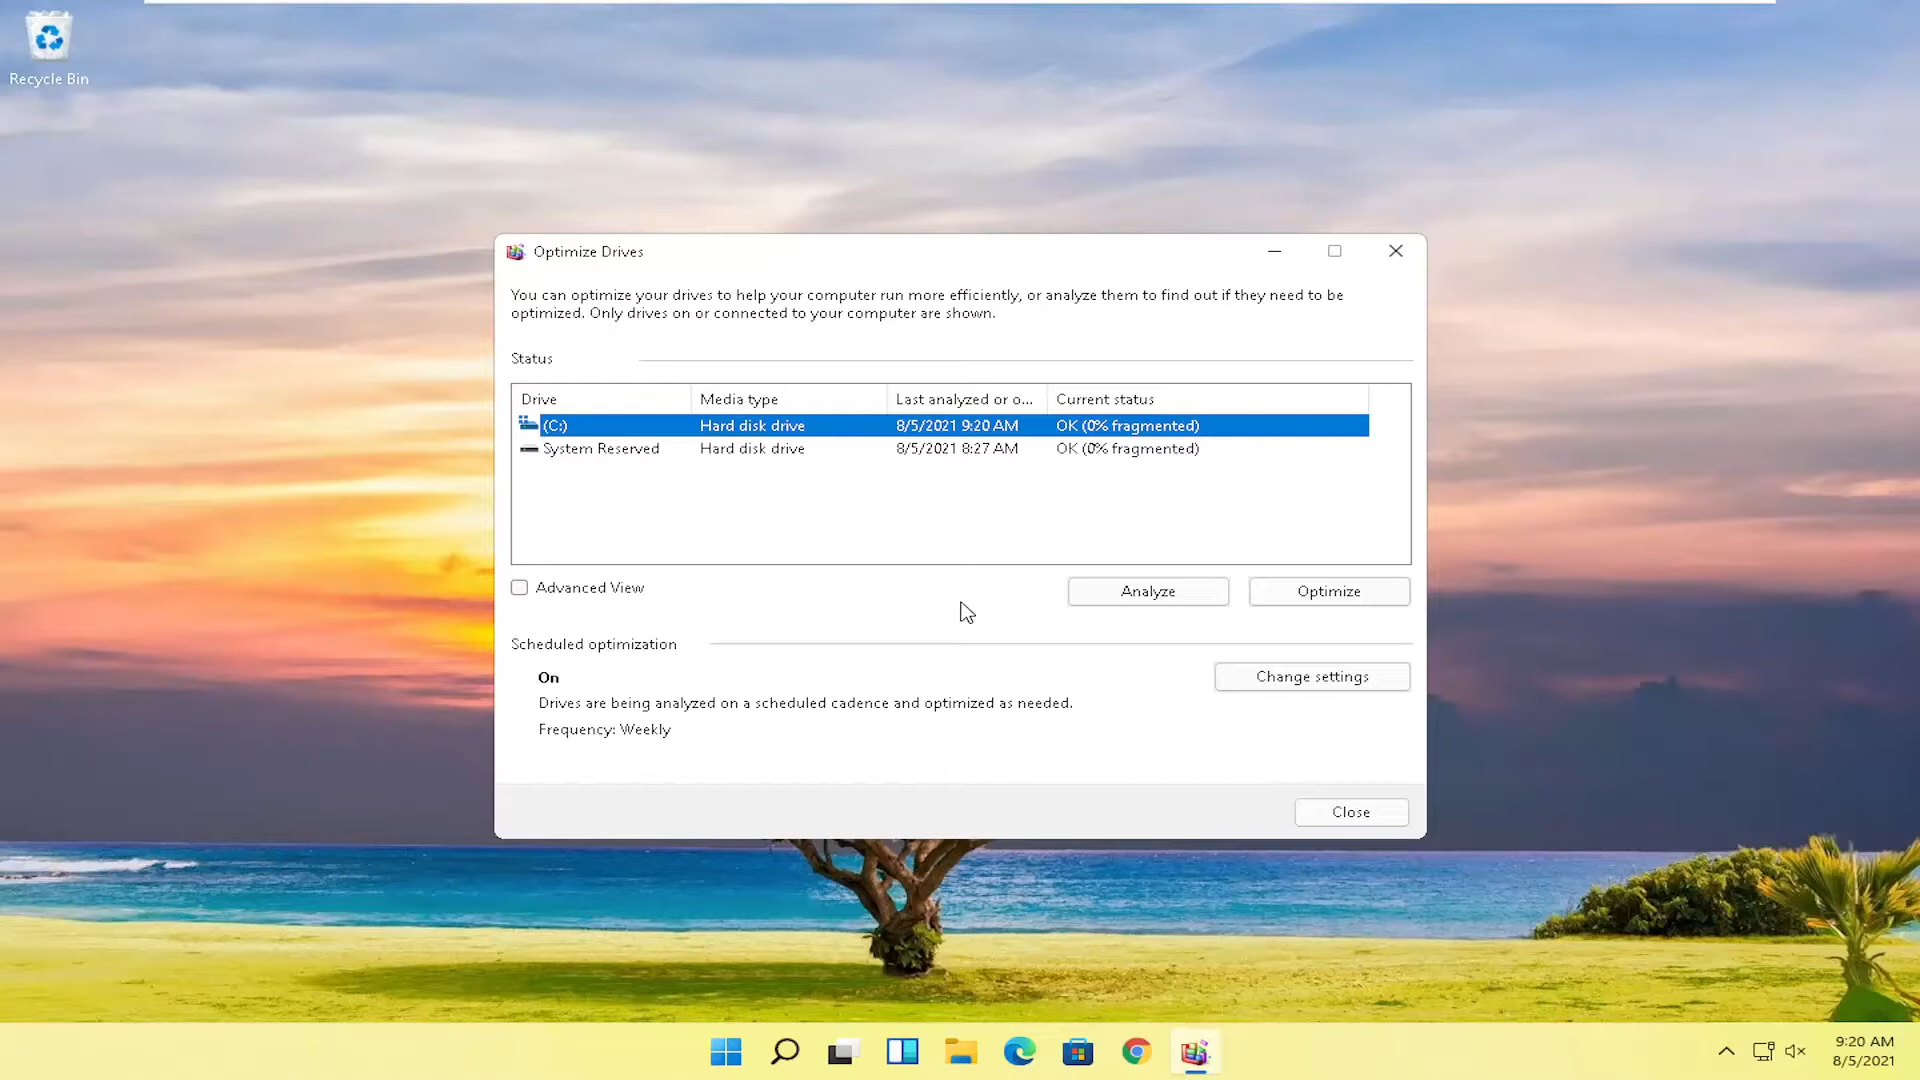 Recycle Bin
Optimize Drives
You can optimize your drives to help your computer run more efficiently, or analyze them to find out if they need to be
optimized. Only drives on or connected to your computer are shown.
Status
Drive Media type Last analyzed or o... Current status
(C:) Hard disk drive 8/5/2021 9:20 AM OK (0% fragmented)
System Reserved Hard disk drive 8/5/2021 8:27 AM OK (0% fragmented)
Advanced View Analyze Optimize
Scheduled optimization
On Change settings
Drives are being analyzed on a scheduled cadence and optimized as needed.
Frequency: Weekly
Close
9:20 AM
8/5/2021